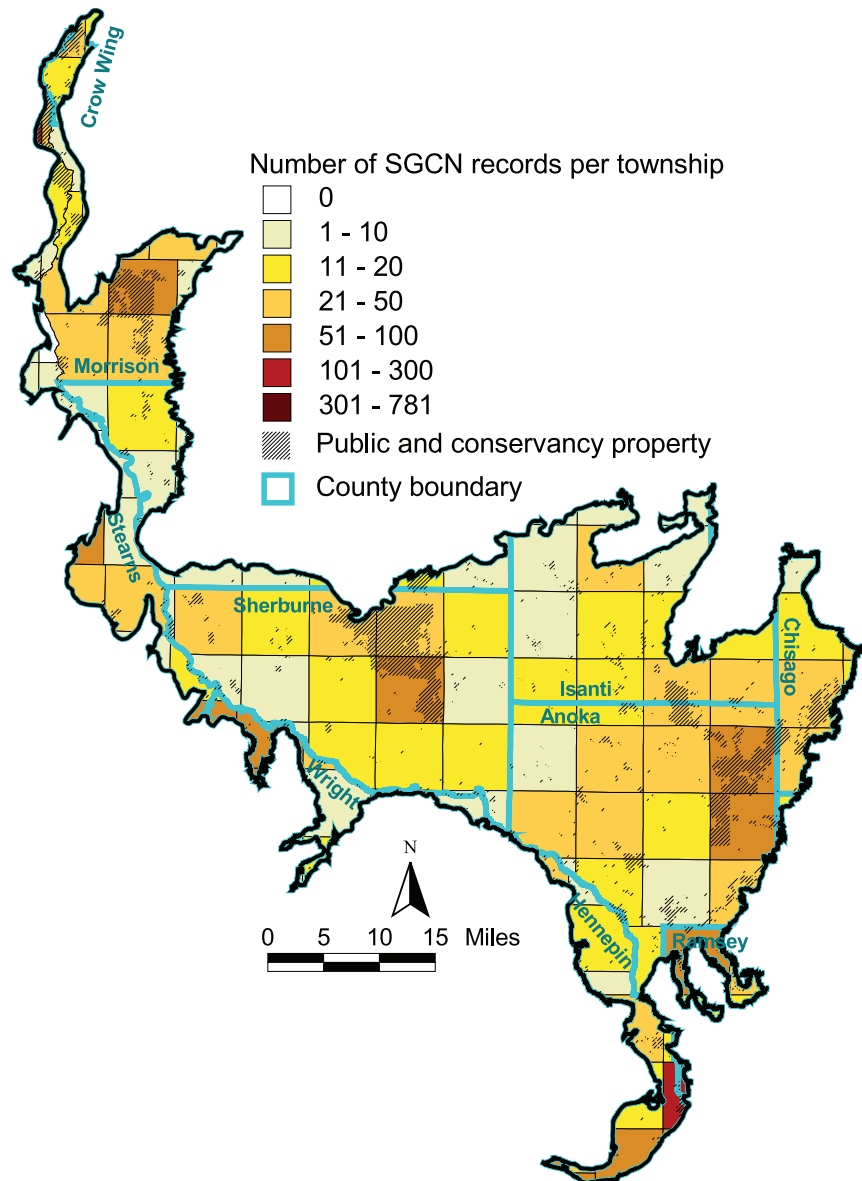 Crow Wing
Number of SGCN records per township
0
1 - 10
11 - 20
21 - 50
51 - 100
101 - 300
301 - 781
Public and conservancy property
County boundary
Morrison
Stearns
Sherburne
Chisago
Isanti
Anoka
Wright
N
0 5 10 15 Miles
Hennepin
Ramsey